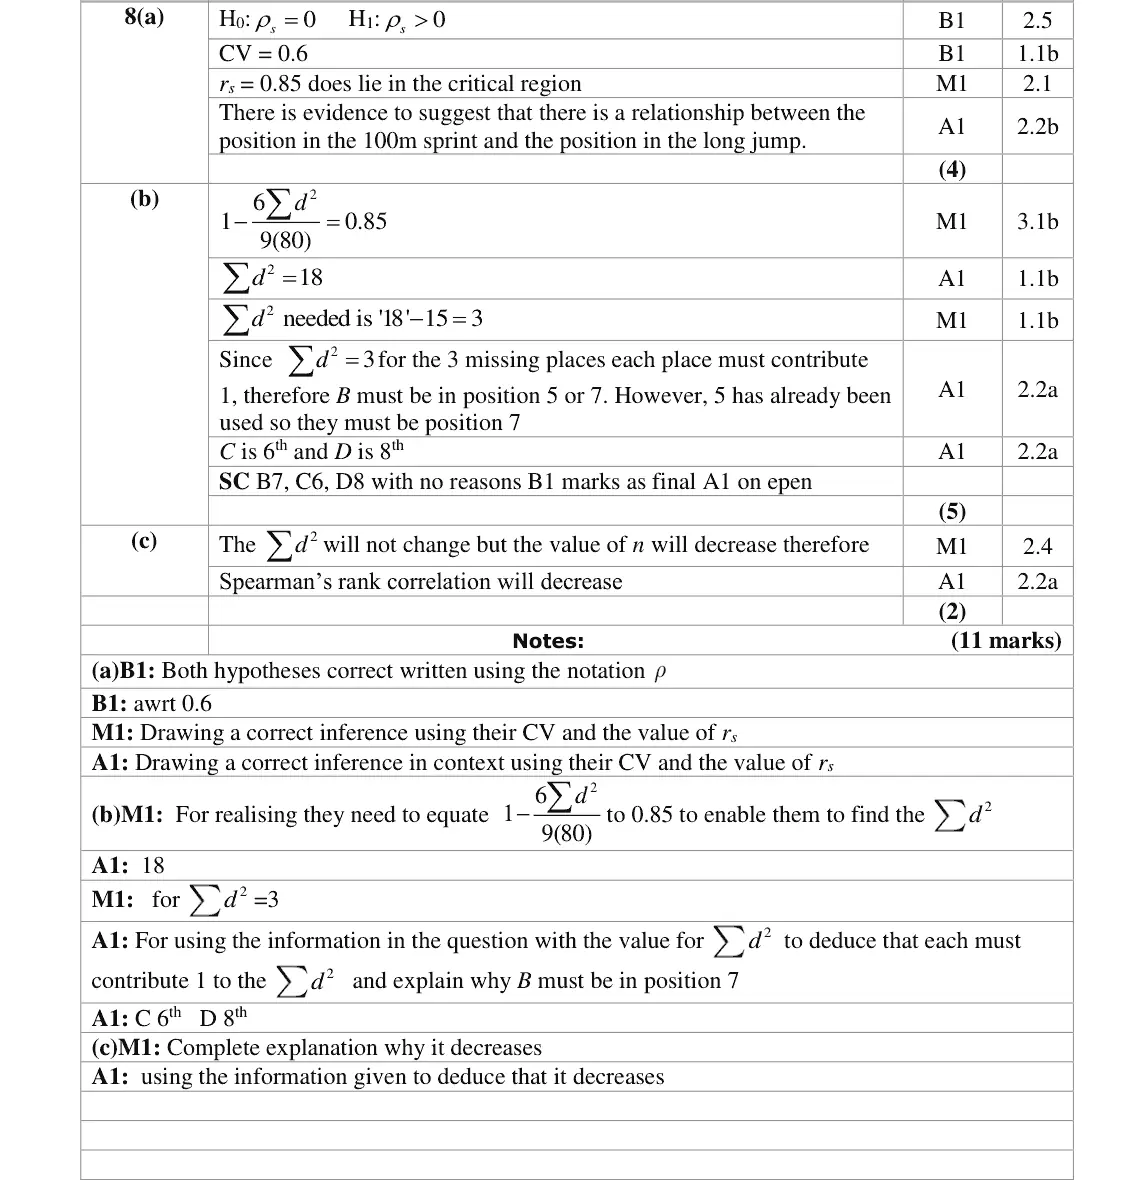 8(a) H₀: ρₛ = 0 H₁: ρₛ > 0 B1 2.5
CV = 0.6 B1 1.1b
rₛ = 0.85 does lie in the critical region M1 2.1
There is evidence to suggest that there is a relationship between the
position in the 100m sprint and the position in the long jump. A1 2.2b
(4)
(b) 1 − 6∑d² / 9(80) = 0.85 M1 3.1b
∑d² = 18 A1 1.1b
∑d² needed is '18'−15 = 3 M1 1.1b
Since ∑d² = 3 for the 3 missing places each place must contribute
1, therefore B must be in position 5 or 7. However, 5 has already been
used so they must be position 7 A1 2.2a
C is 6th and D is 8th A1 2.2a
SC B7, C6, D8 with no reasons B1 marks as final A1 on epen
(5)
(c) The ∑d² will not change but the value of n will decrease therefore M1 2.4
Spearman's rank correlation will decrease A1 2.2a
(2)
Notes: (11 marks)
(a)B1: Both hypotheses correct written using the notation ρ
B1: awrt 0.6
M1: Drawing a correct inference using their CV and the value of rₛ
A1: Drawing a correct inference in context using their CV and the value of rₛ
(b)M1: For realising they need to equate 1 − 6∑d² / 9(80) to 0.85 to enable them to find the ∑d²
A1: 18
M1: for ∑d² =3
A1: For using the information in the question with the value for ∑d² to deduce that each must
contribute 1 to the ∑d² and explain why B must be in position 7
A1: C 6th D 8th
(c)M1: Complete explanation why it decreases
A1: using the information given to deduce that it decreases